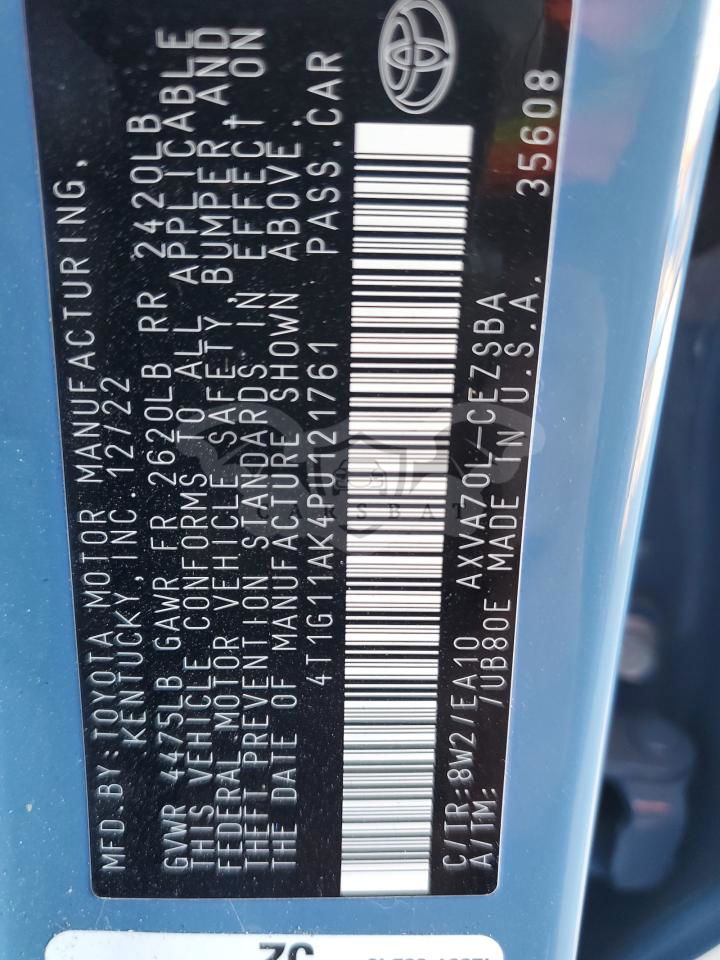 MFD.BY:TOYOTA MOTOR MANUFACTURING,
KENTUCKY, INC. 12/22
GVWR 4475LB GAWR FR 2620LB RR 2420LB
THIS VEHICLE CONFORMS TO ALL APPLICABLE
FEDERAL MOTOR VEHICLE SAFETY, BUMPER AND
THEFT PREVENTION STANDARDS IN EFFECT ON
THE DATE OF MANUFACTURE SHOWN ABOVE.
4T1G11AK4PU121761 PASS.CAR
C/TR:8W2/EA10 AXVA70L-CEZSBA 35608
A/TM: /UB80E MADE IN U.S.A.
CARSBAT